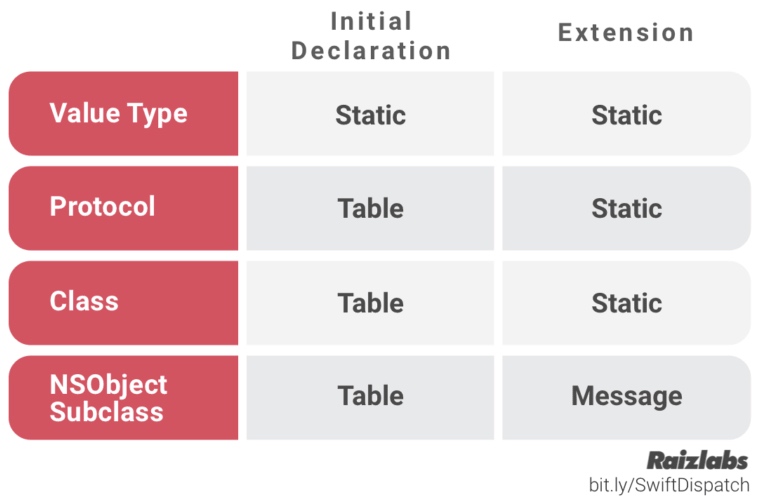 Initial
Declaration
Extension
Value Type
Static
Static
Protocol
Table
Static
Class
Table
Static
NSObject
Subclass
Table
Message
Raizlabs
bit.ly/SwiftDispatch